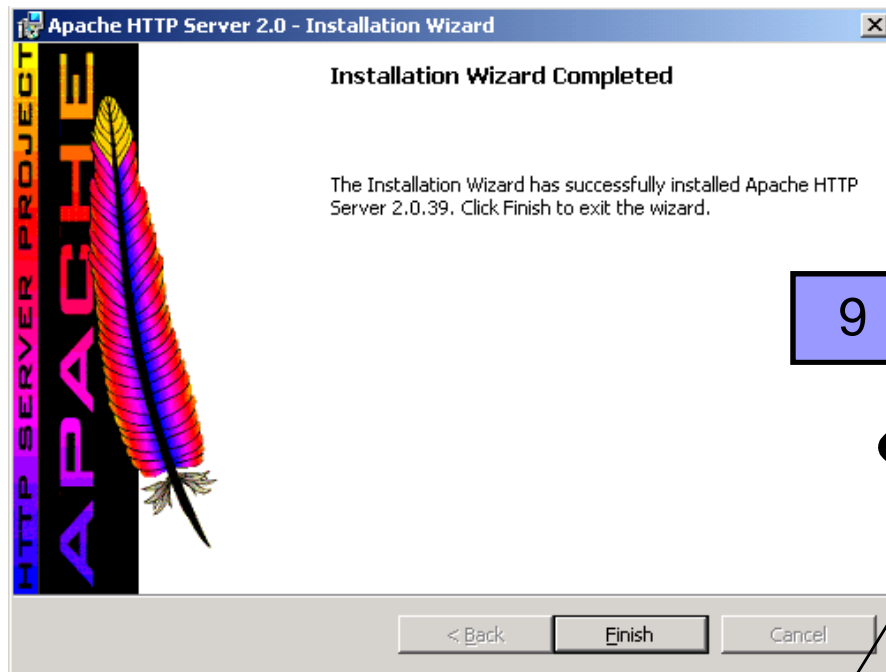 Apache HTTP Server 2.0 - Installation Wizard
HTTP SERVER PROJECT
APACHE
Installation Wizard Completed
The Installation Wizard has successfully installed Apache HTTP
Server 2.0.39. Click Finish to exit the wizard.
9
< Back
Finish
Cancel